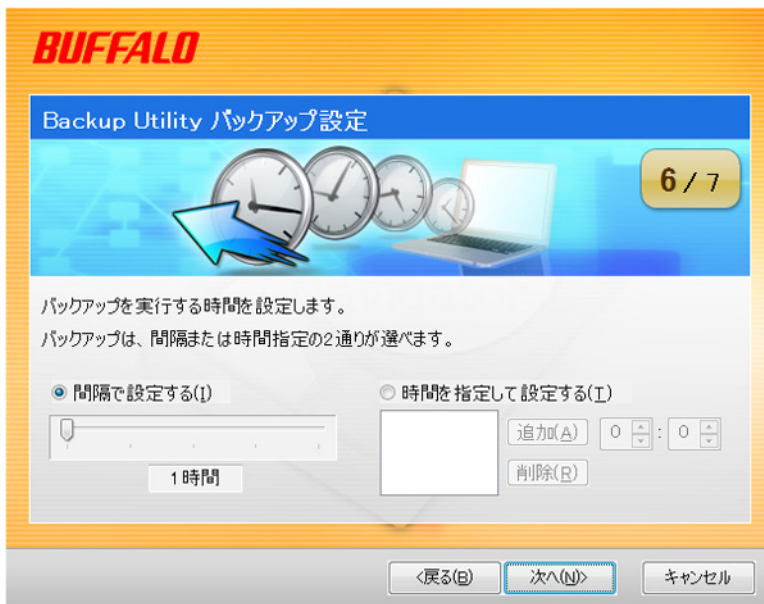 BUFFALO
Backup Utility バックアップ設定
6 / 7
バックアップを実行する時間を設定します。
バックアップは、間隔または時間指定の2通りが選べます。
間隔で設定する(I)
時間を指定して設定する(T)
追加(A) 0 : 0
1時間
削除(R)
<戻る(B) 次へ(N)> キャンセル